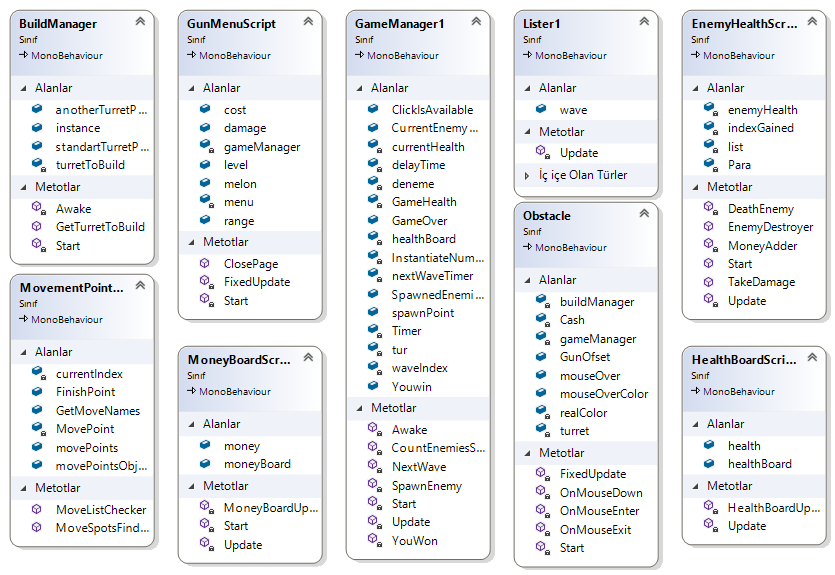 BuildManager
Sınıf
MonoBehaviour
Alanlar
anotherTurretP...
instance
standartTurretP...
turretToBuild
Metotlar
Awake
GetTurretToBuild
Start
MovementPoint...
Sınıf
MonoBehaviour
Alanlar
currentIndex
FinishPoint
GetMoveNames
MovePoint
movePoints
movePointsObj...
Metotlar
MoveListChecker
MoveSpotsFind...
GunMenuScript
Sınıf
MonoBehaviour
Alanlar
cost
damage
gameManager
level
melon
menu
range
Metotlar
ClosePage
FixedUpdate
Start
MoneyBoardScr...
Sınıf
MonoBehaviour
Alanlar
money
moneyBoard
Metotlar
MoneyBoardUp...
Start
Update
GameManager1
Sınıf
MonoBehaviour
Alanlar
ClickIsAvailable
CurrentEnemy...
currentHealth
delayTime
deneme
GameHealth
GameOver
healthBoard
InstantiateNum...
nextWaveTimer
SpawnedEnemi...
spawnPoint
Timer
tur
waveIndex
Youwin
Metotlar
Awake
CountEnemiesS...
NextWave
SpawnEnemy
Start
Update
YouWon
Lister1
Sınıf
MonoBehaviour
Alanlar
wave
Metotlar
Update
İç içe Olan Türler
Obstacle
Sınıf
MonoBehaviour
Alanlar
buildManager
Cash
gameManager
GunOfset
mouseOver
mouseOverColor
realColor
turret
Metotlar
FixedUpdate
OnMouseDown
OnMouseEnter
OnMouseExit
Start
EnemyHealthScr...
Sınıf
MonoBehaviour
Alanlar
enemyHealth
indexGained
list
Para
Metotlar
DeathEnemy
EnemyDestroyer
MoneyAdder
Start
TakeDamage
Update
HealthBoardScri...
Sınıf
MonoBehaviour
Alanlar
health
healthBoard
Metotlar
HealthBoardUp...
Update